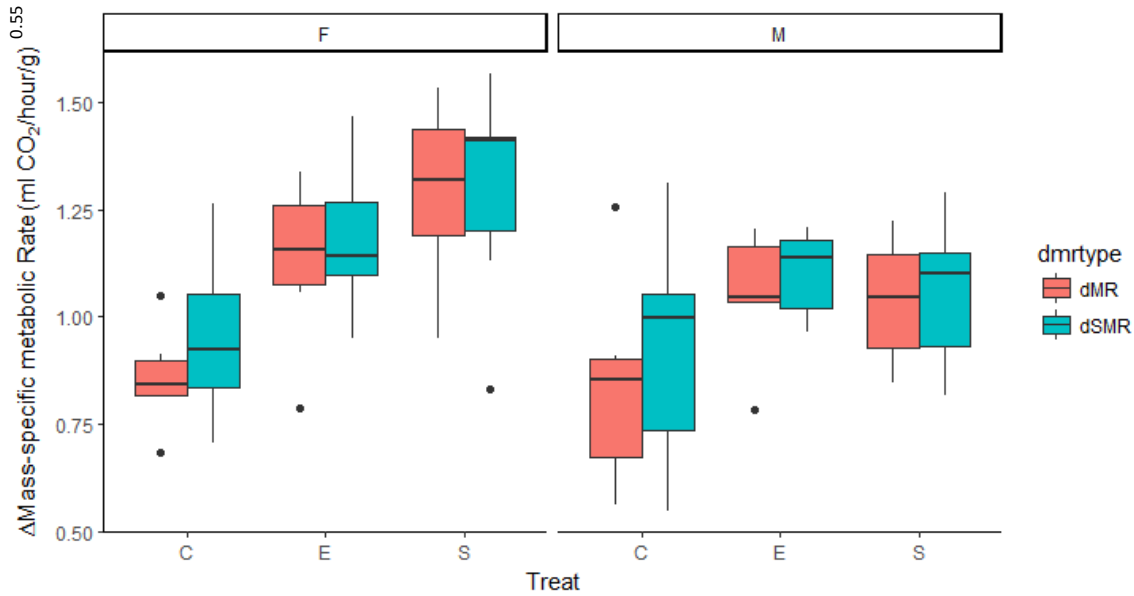 ΔMass-specific metabolic Rate (ml CO₂/hour/g)
0.55
F
M
1.50
1.25
1.00
0.75
0.50
C
E
S
C
E
S
Treat
dmrtype
dMR
dSMR